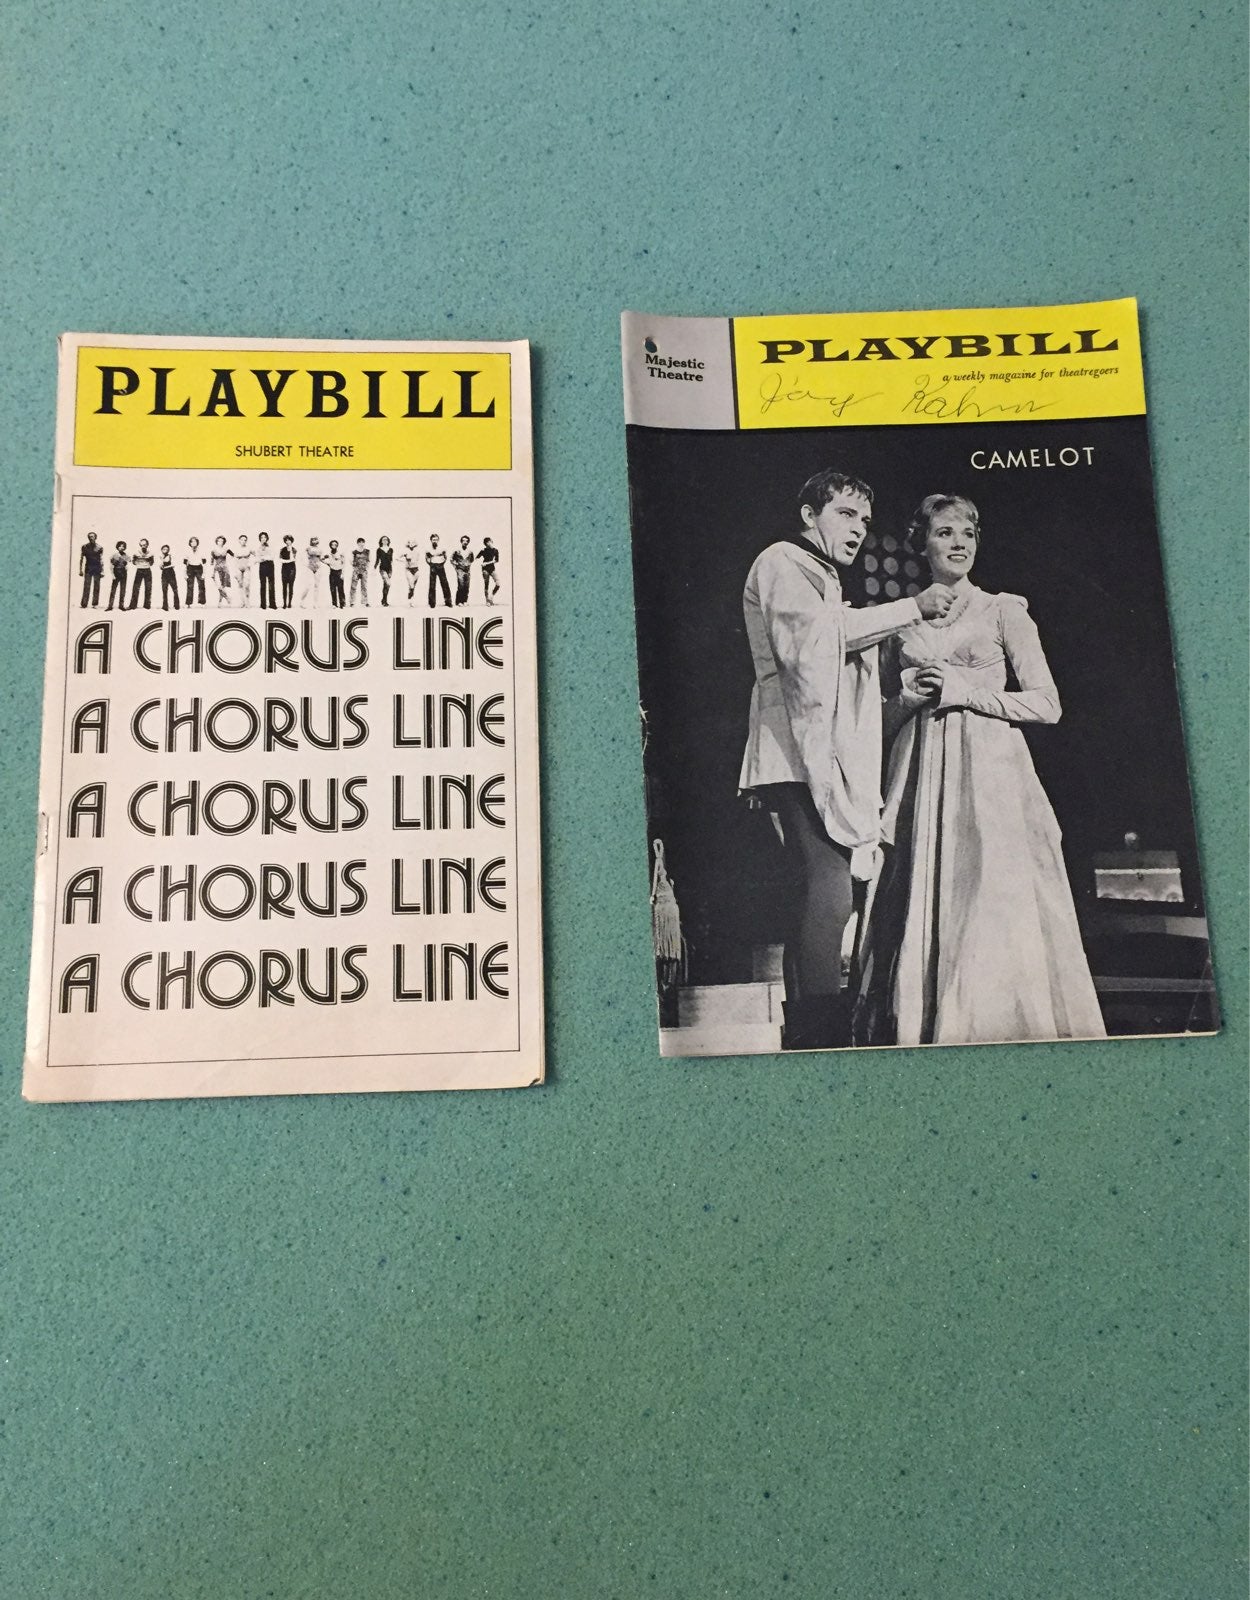 PLAYBILL
SHUBERT THEATRE
A CHORUS LINE
A CHORUS LINE
A CHORUS LINE
A CHORUS LINE
A CHORUS LINE
Majestic
Theatre
PLAYBILL
a weekly magazine for theatregoers
Kahn
CAMELOT